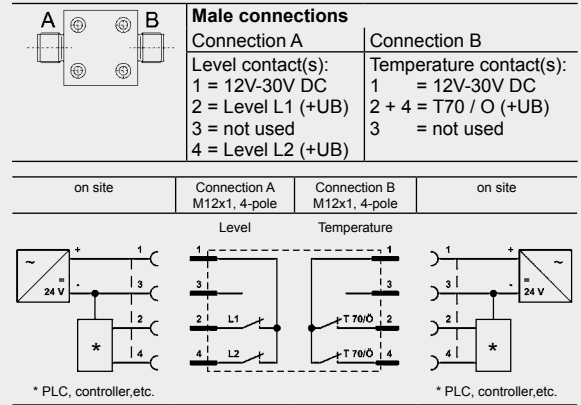 A B
Male connections
Connection A Connection B
Level contact(s): Temperature contact(s):
1 = 12V-30V DC 1 = 12V-30V DC
2 = Level L1 (+UB) 2 + 4 = T70 / O (+UB)
3 = not used 3 = not used
4 = Level L2 (+UB)
on site Connection A Connection B on site
M12x1, 4-pole M12x1, 4-pole
Level Temperature
+ 1 1 1 1 +
~ ~
= 24 V - 3 3 3 3 - = 24 V
2 2 L1 T 70/Ö 2 2
* 4 4 L2 T 70/Ö 4 4 *
* PLC, controller,etc. * PLC, controller,etc.